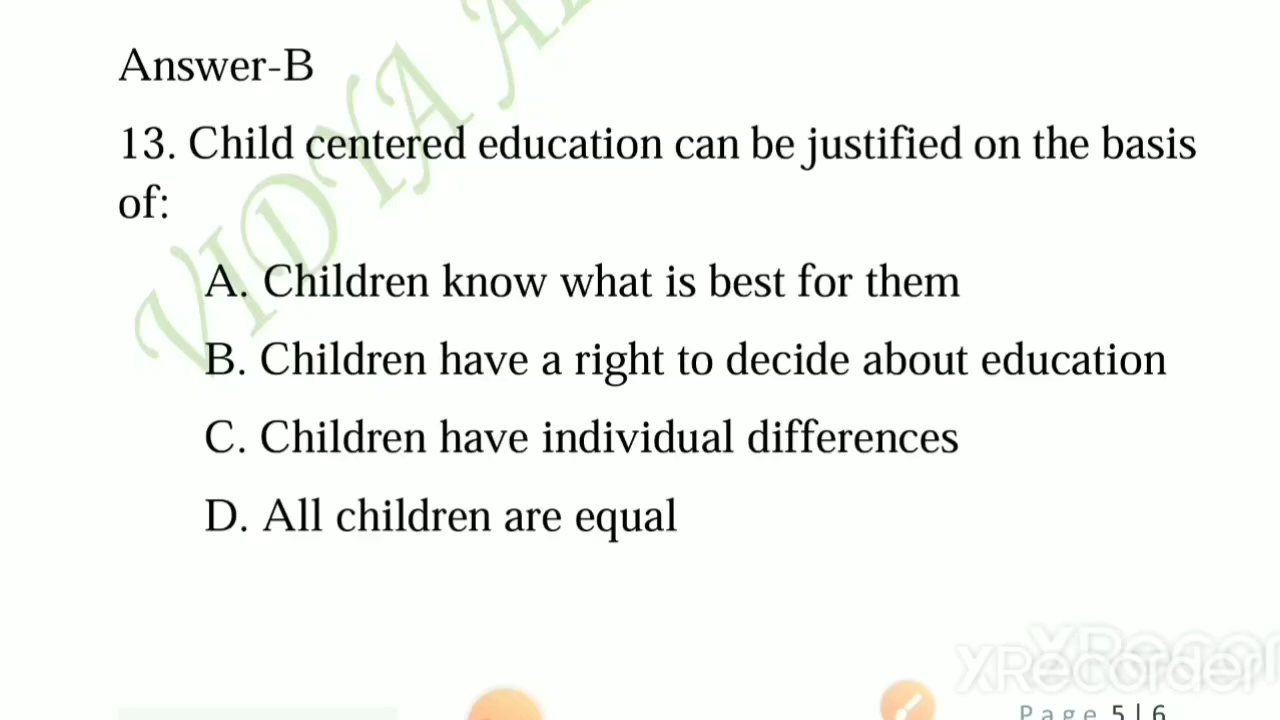 Answer-B
13. Child centered education can be justified on the basis
of:
A. Children know what is best for them
B. Children have a right to decide about education
C. Children have individual differences
D. All children are equal
XRecorder
Page 5 | 6